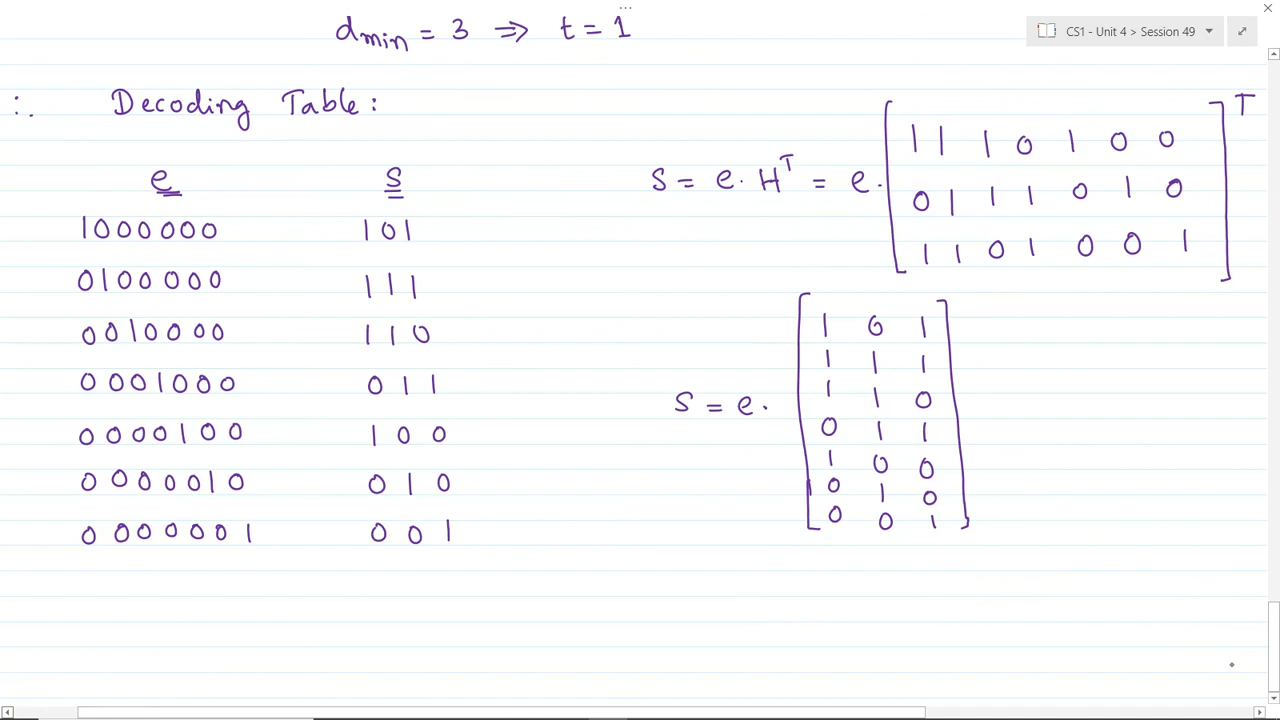 dmin = 3 ⇒ t = 1
CS1 - Unit 4 > Session 49
∴ Decoding Table:
e s
1000000 101
0100000 111
0010000 110
0001000 011
0000100 100
0000010 010
0000001 001
S = e. H^T = e. [ 1 1 1 0 1 0 0 ]^T
0 1 1 1 0 1 0
1 1 0 1 0 0 1
S = e. [ 1 0 1
1 1 1
1 1 0
0 1 1
1 0 0
0 1 0
0 0 1 ]